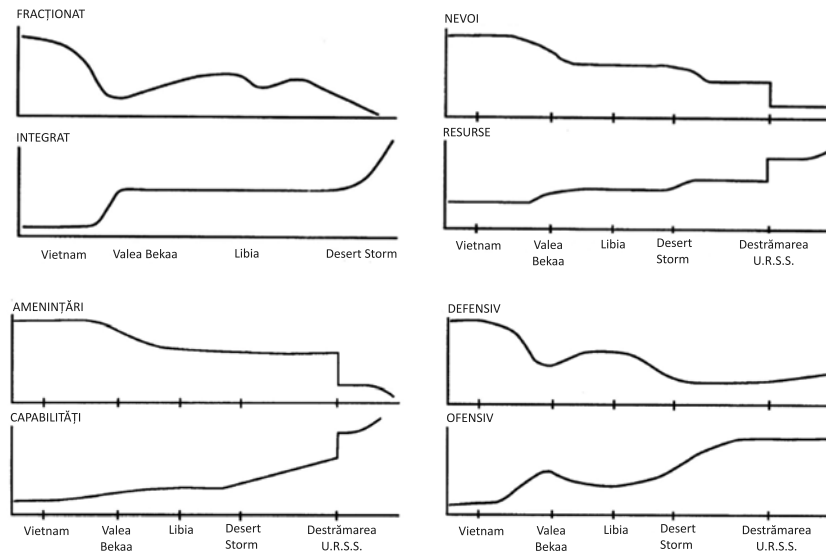 FRACȚIONAT
INTEGRAT
Vietnam Valea Bekaa Libia Desert Storm
NEVOI
RESURSE
Vietnam Valea Bekaa Libia Desert Storm Destrămarea U.R.S.S.
AMENINȚĂRI
CAPABILITĂȚI
Vietnam Valea Bekaa Libia Desert Storm Destrămarea U.R.S.S.
DEFENSIV
OFENSIV
Vietnam Valea Bekaa Libia Desert Storm Destrămarea U.R.S.S.